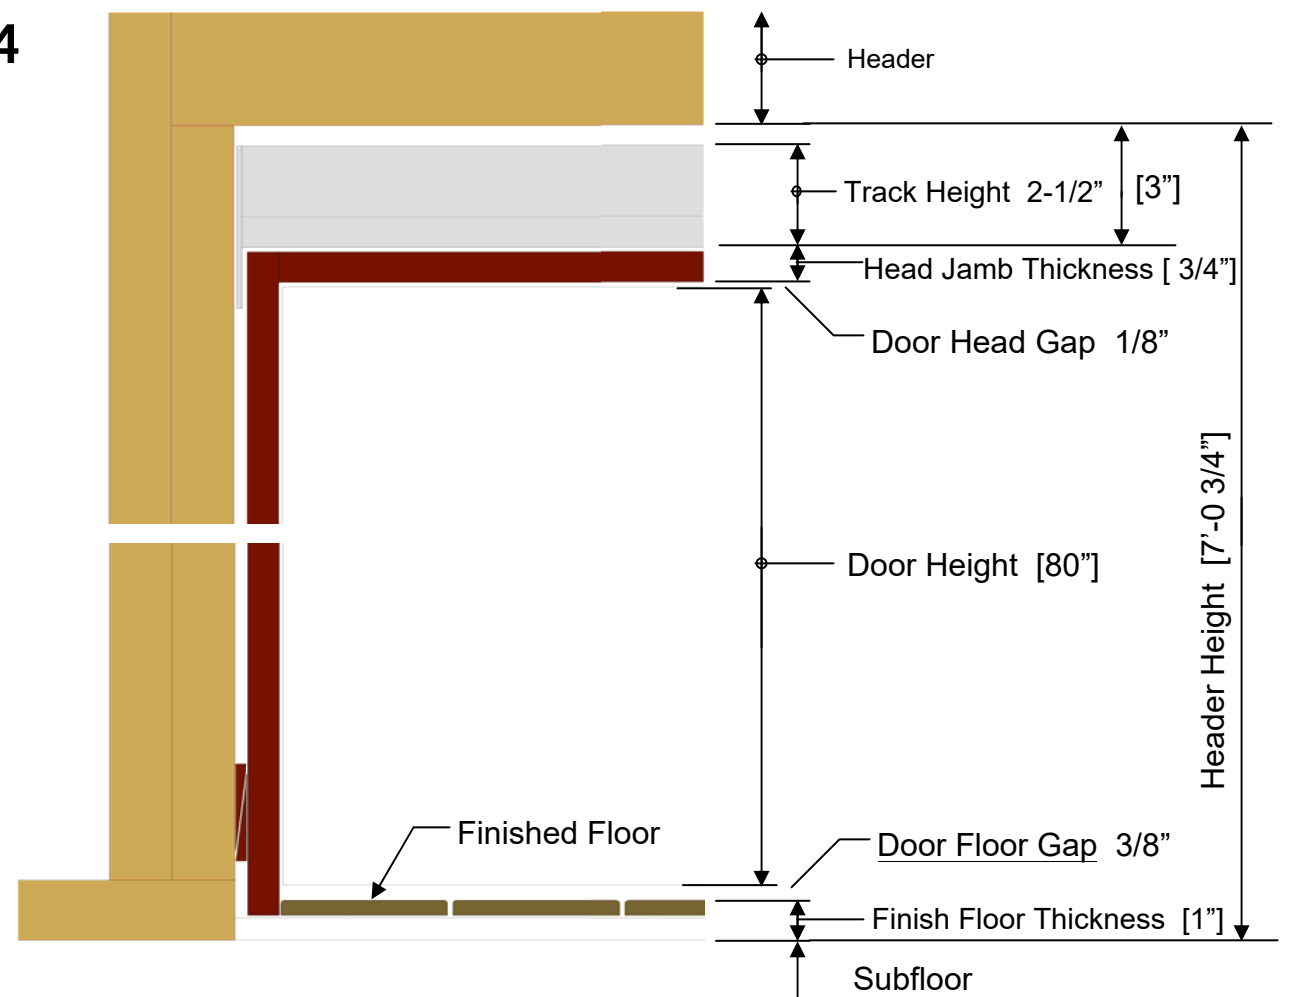 4
Header
Track Height 2-1/2” [3”]
Head Jamb Thickness [ 3/4”]
Door Head Gap 1/8”
Header Height [7’-0 3/4”]
Door Height [80”]
Finished Floor
Door Floor Gap 3/8”
Finish Floor Thickness [1”]
Subfloor